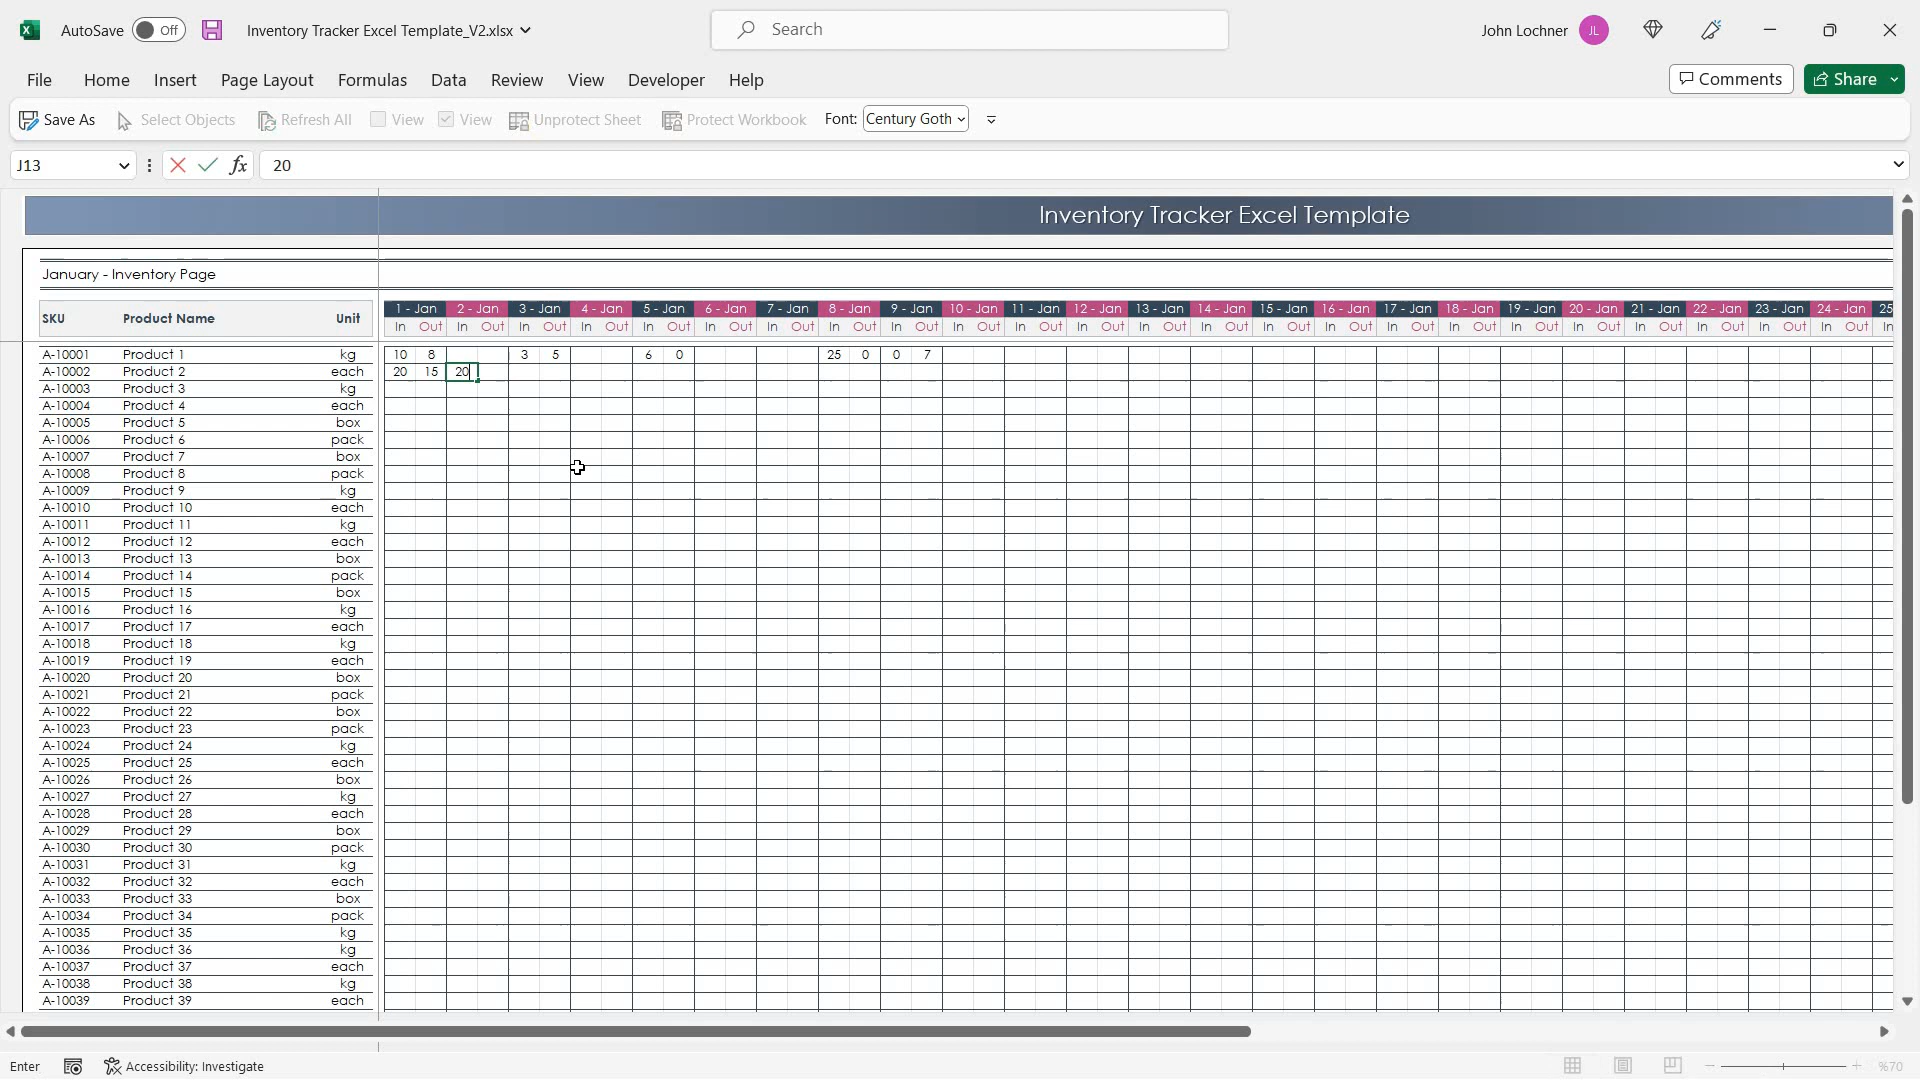 AutoSave Off Inventory Tracker Excel Template_V2.xlsx Search John Lochner JL
File Home Insert Page Layout Formulas Data Review View Developer Help Comments Share
Save As Select Objects Refresh All View View Unprotect Sheet Protect Workbook Font: Century Goth
J13 fx 20
Inventory Tracker Excel Template
January - Inventory Page
SKU Product Name Unit 1 - Jan 2 - Jan 3 - Jan 4 - Jan 5 - Jan 6 - Jan 7 - Jan 8 - Jan 9 - Jan 10 - Jan 11 - Jan 12 - Jan 13 - Jan 14 - Jan 15 - Jan 16 - Jan 17 - Jan 18 - Jan 19 - Jan 20 - Jan 21 - Jan 22 - Jan 23 - Jan 24 - Jan 25
In Out In Out In Out In Out In Out In Out In Out In Out In Out In Out In Out In Out In Out In Out In Out In Out In Out In Out In Out In Out In Out In Out In Out In Out In
A-10001 Product 1 kg 10 8 3 5 6 0 25 0 0 7
A-10002 Product 2 each 20 15 20
A-10003 Product 3 kg
A-10004 Product 4 each
A-10005 Product 5 box
A-10006 Product 6 pack
A-10007 Product 7 box
A-10008 Product 8 pack
A-10009 Product 9 kg
A-10010 Product 10 each
A-10011 Product 11 kg
A-10012 Product 12 each
A-10013 Product 13 box
A-10014 Product 14 pack
A-10015 Product 15 box
A-10016 Product 16 kg
A-10017 Product 17 each
A-10018 Product 18 kg
A-10019 Product 19 each
A-10020 Product 20 box
A-10021 Product 21 pack
A-10022 Product 22 box
A-10023 Product 23 pack
A-10024 Product 24 kg
A-10025 Product 25 each
A-10026 Product 26 box
A-10027 Product 27 kg
A-10028 Product 28 each
A-10029 Product 29 box
A-10030 Product 30 pack
A-10031 Product 31 kg
A-10032 Product 32 each
A-10033 Product 33 box
A-10034 Product 34 pack
A-10035 Product 35 kg
A-10036 Product 36 kg
A-10037 Product 37 each
A-10038 Product 38 kg
A-10039 Product 39 each
Enter Accessibility: Investigate %70